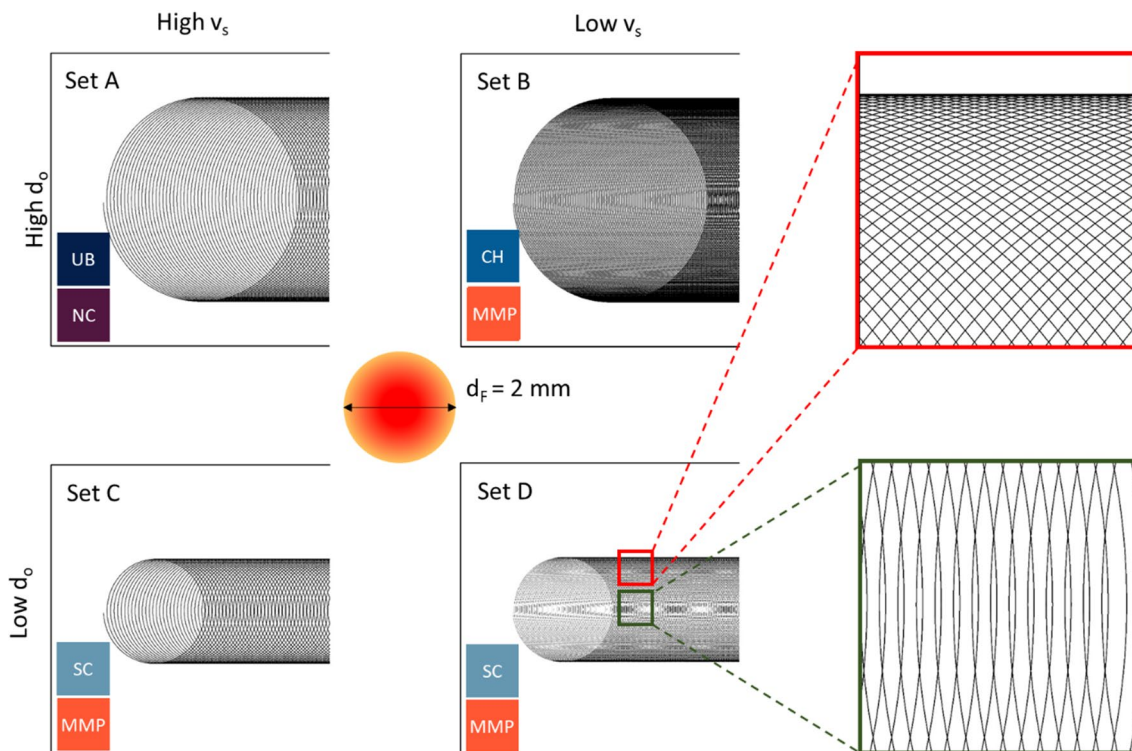 High vₛ
Low vₛ
High dₒ
Set A
UB
NC
Set B
CH
MMP
d_F = 2 mm
Low dₒ
Set C
SC
MMP
Set D
SC
MMP